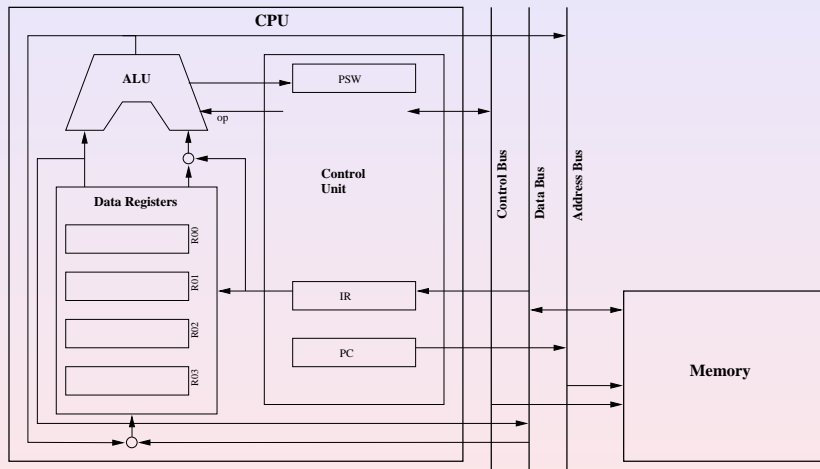 CPU
ALU
PSW
op
Control
Unit
Data Registers
R00
R01
R02
R03
IR
PC
Control Bus
Data Bus
Address Bus
Memory